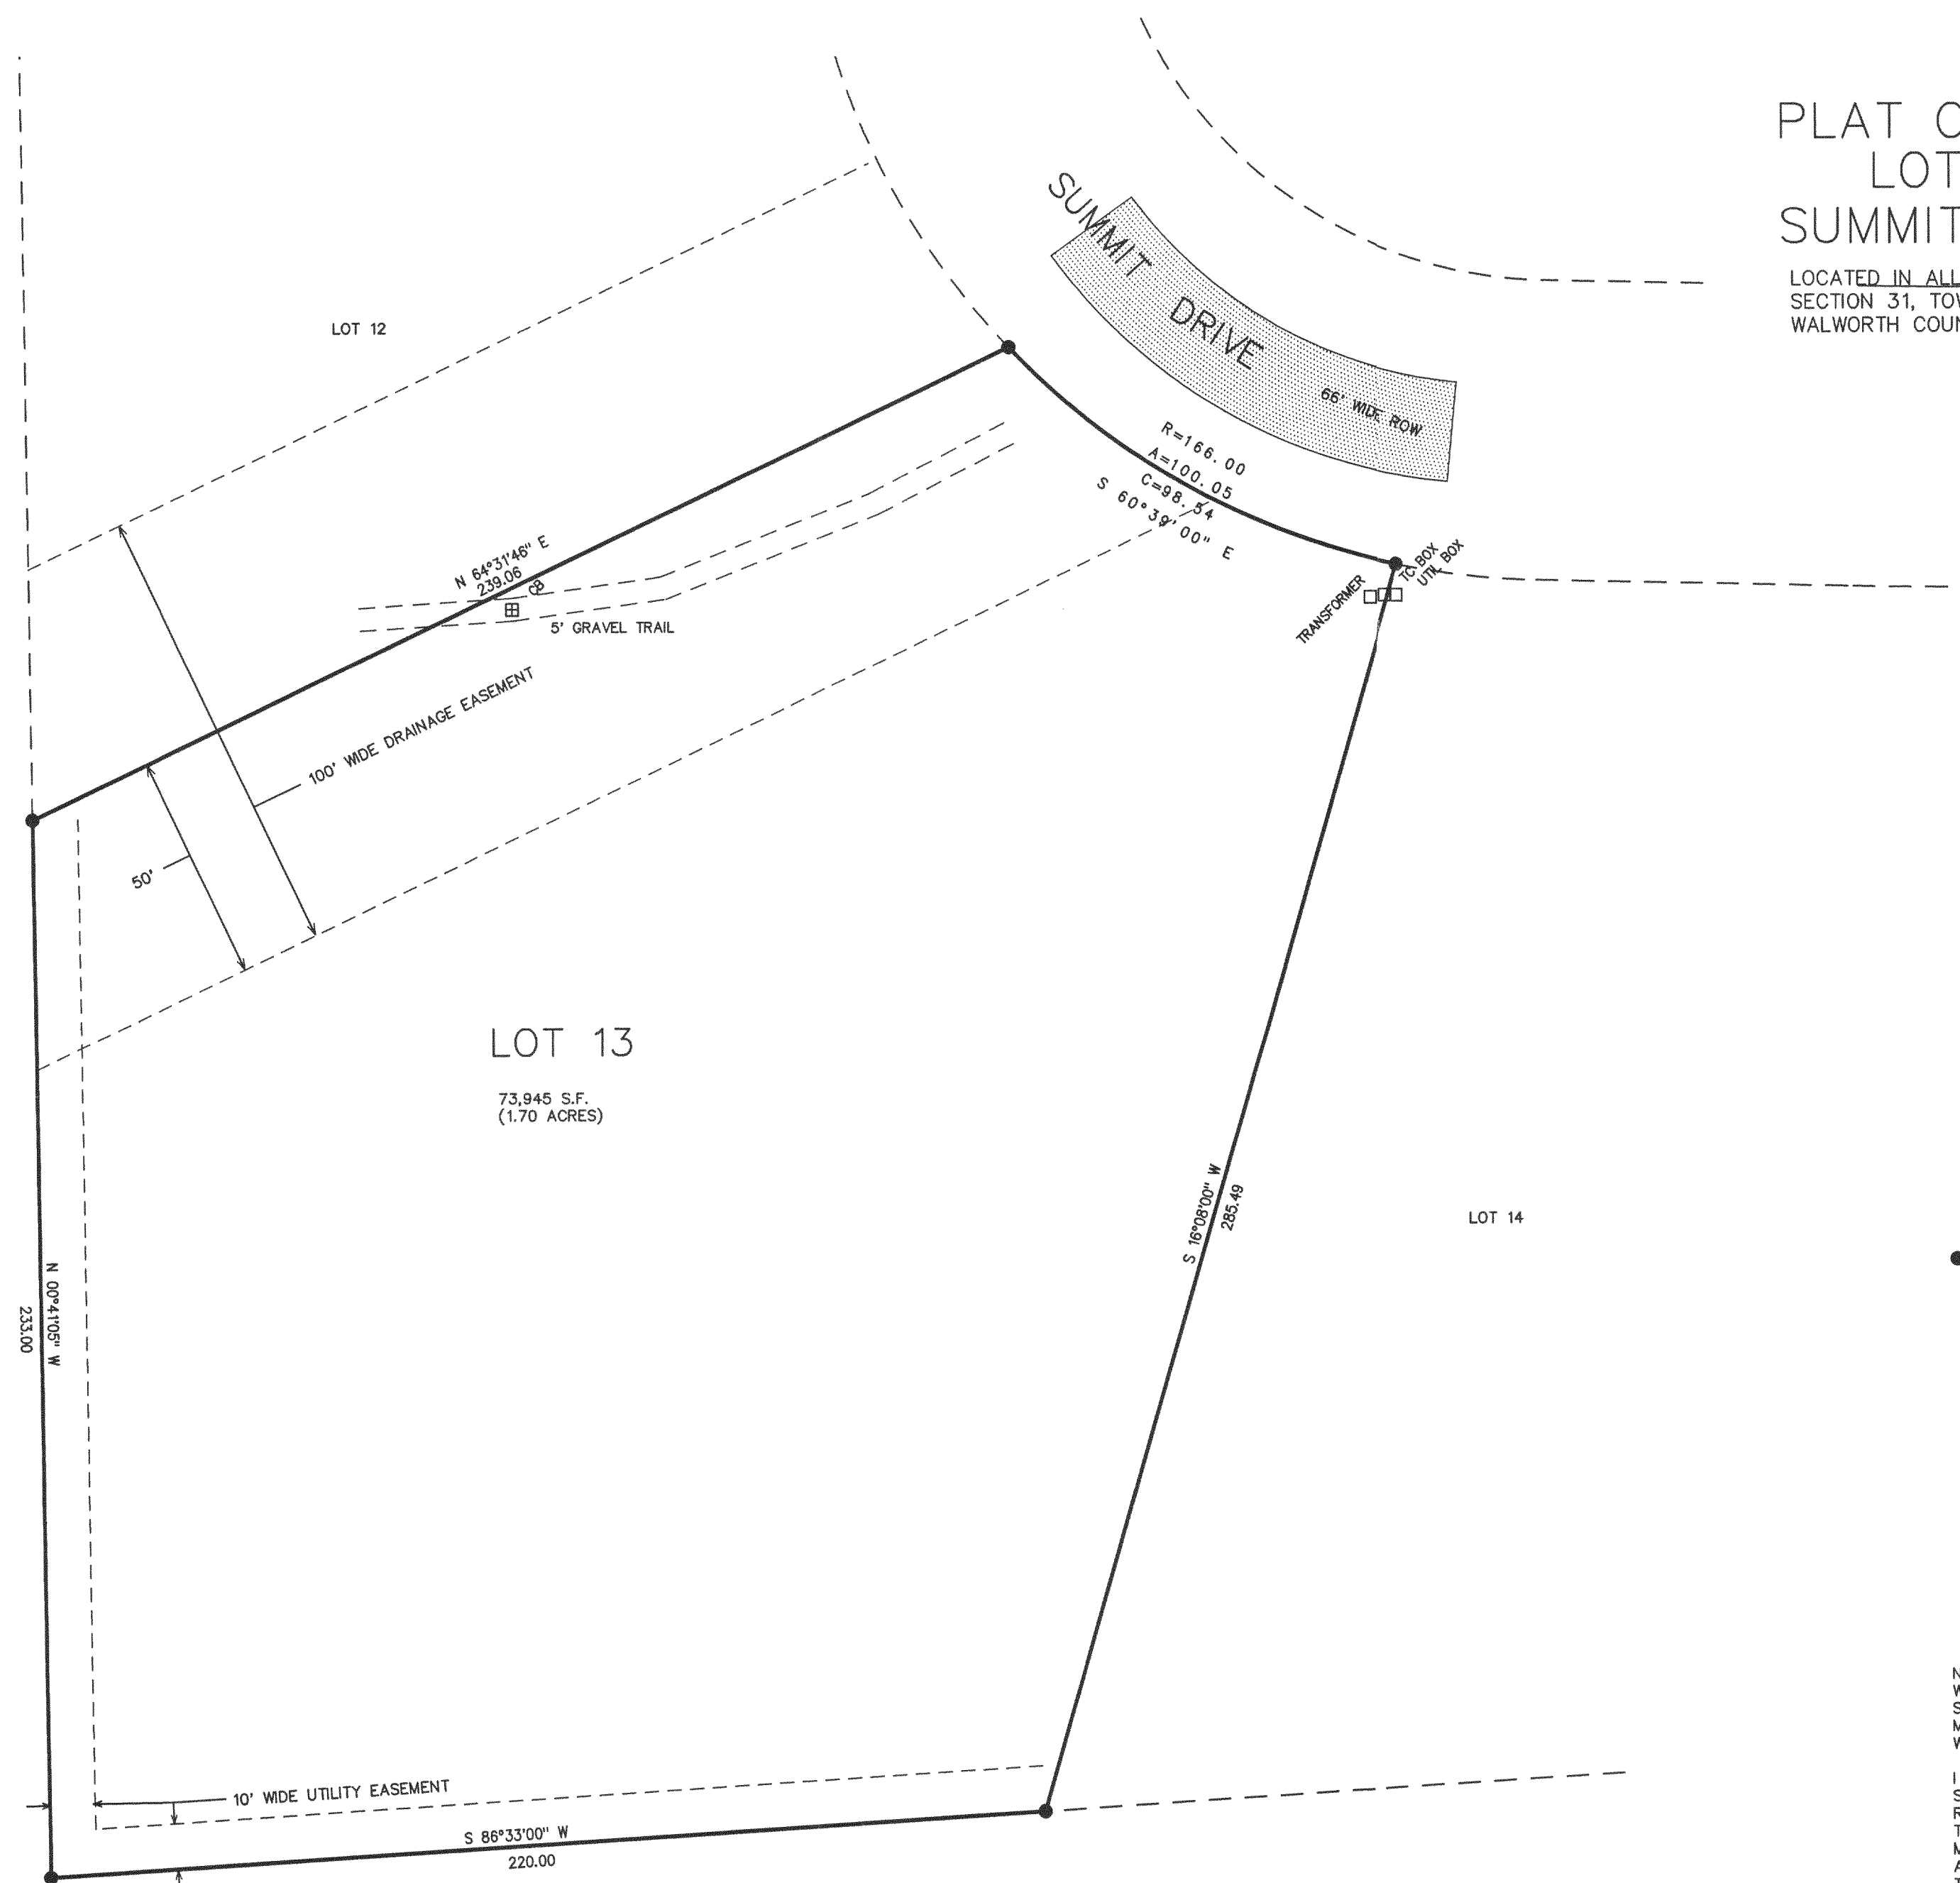 PLAT
LOT
SUMMIT
LOCATED IN ALL
SECTION 31,
WALWORTH
SUMMIT DRIVE
66' WIDE ROW
LOT 12
R=166.00
A=100.05
C=98.54
S 60°39'00" E
TC BOX
UTIL BOX
TRANSFORMER
N 64°31'46" E
239.06
CB
5' GRAVEL TRAIL
100' WIDE DRAINAGE EASEMENT
50'
LOT 13
73,945 S.F.
(1.70 ACRES)
S 16°08'00" W
285.49
LOT 14
N 00°41'05" W
233.00
10' WIDE UTILITY EASEMENT
S 86°33'00" W
220.00